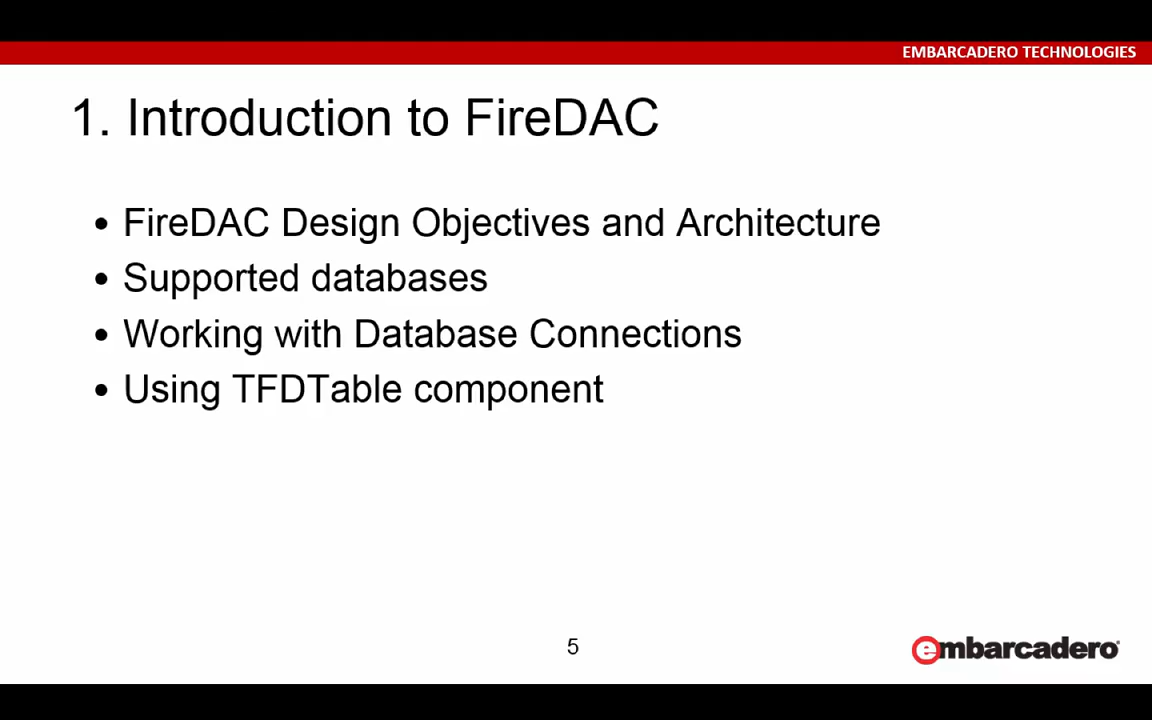 EMBARCADERO TECHNOLOGIES
1. Introduction to FireDAC
• FireDAC Design Objectives and Architecture
• Supported databases
• Working with Database Connections
• Using TFDTable component
5
embarcadero